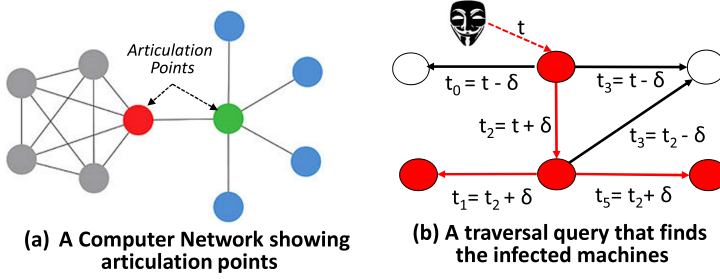 Articulation
Points
(a) A Computer Network showing
articulation points
t
t₀ = t - δ
t₃= t - δ
t₂= t + δ
t₃= t₂ - δ
t₁= t₂ + δ
t₅= t₂+ δ
(b) A traversal query that finds
the infected machines